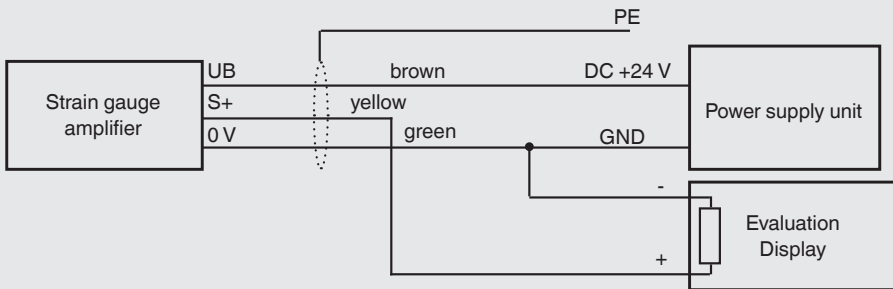 PE
UB
brown
DC +24 V
Strain gauge
amplifier
S+
yellow
Power supply unit
0 V
green
GND
-
Evaluation
Display
+